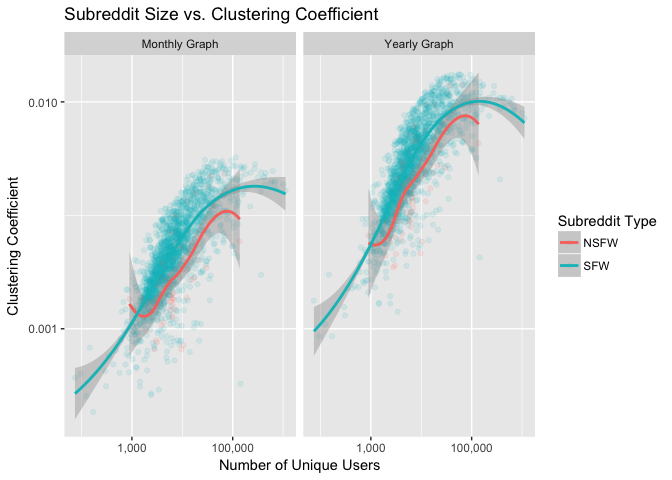 Subreddit Size vs. Clustering Coefficient
Monthly Graph
Yearly Graph
0.010
0.001
Clustering Coefficient
1,000
100,000
1,000
100,000
Number of Unique Users
Subreddit Type
NSFW
SFW